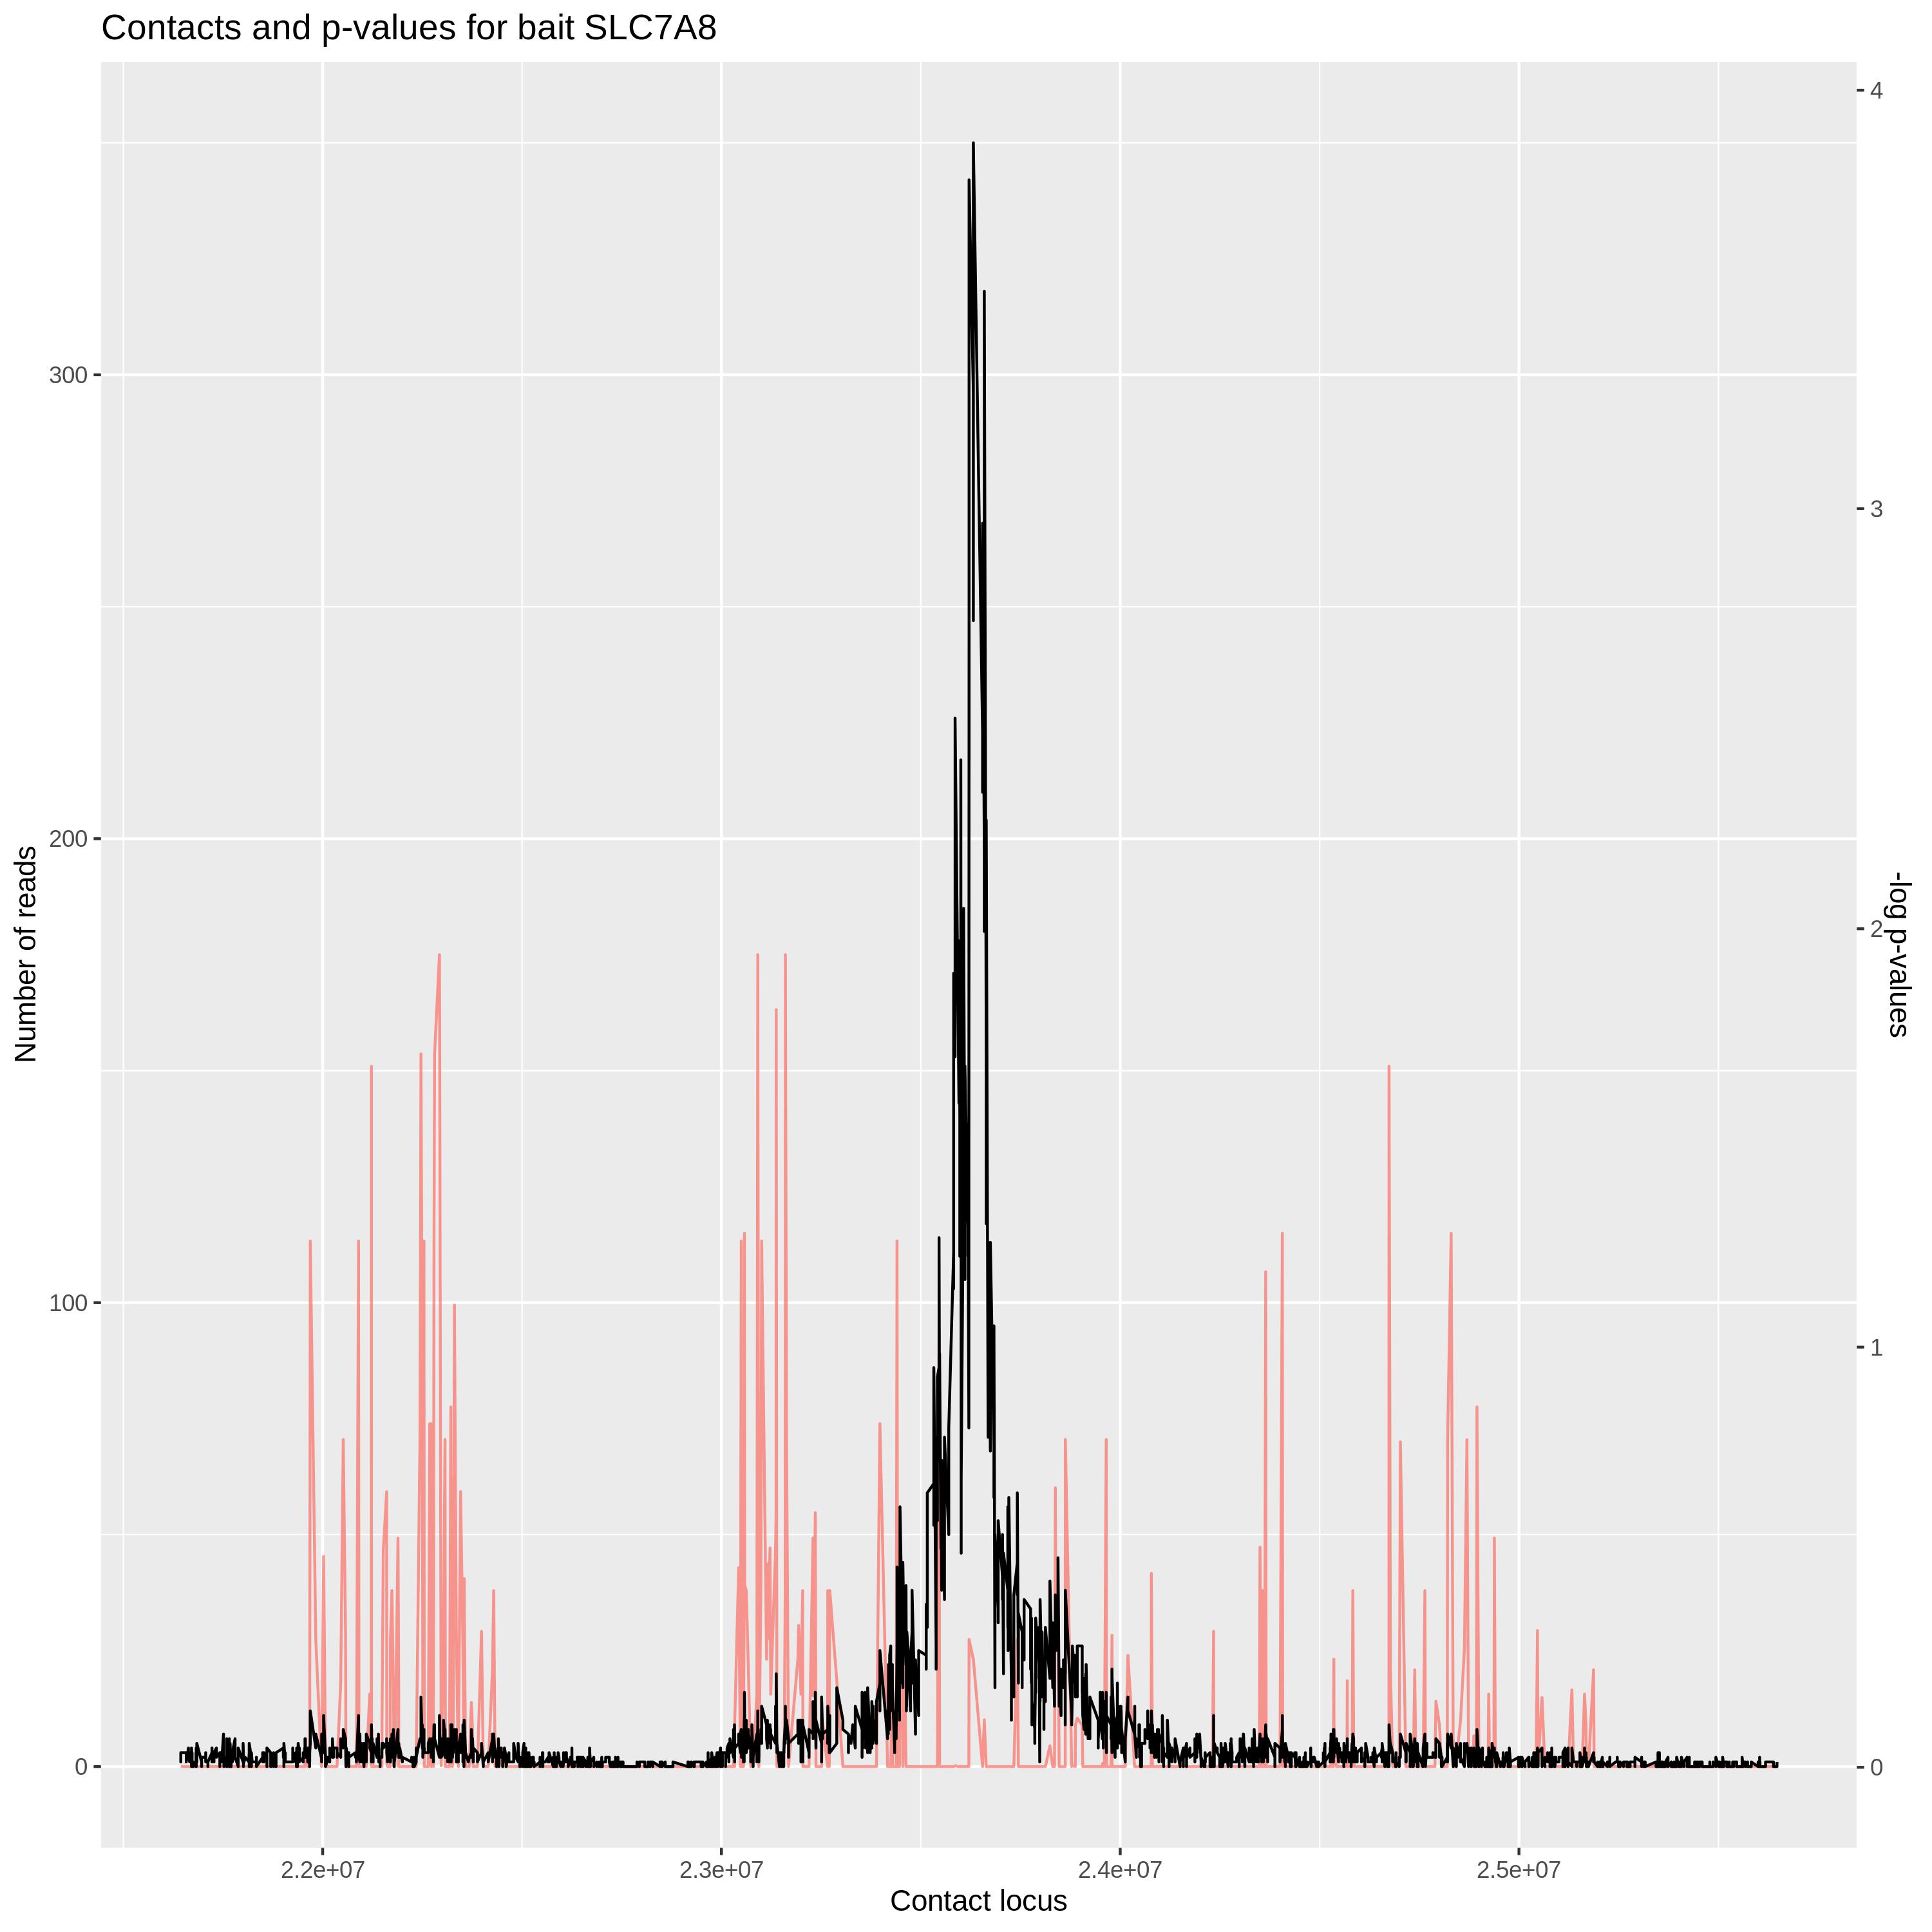 Contacts and p-values for bait SLC7A8
Number of reads
300
200
100
0
4
3
2
1
0
-log p-values
2.2e+07 2.3e+07 2.4e+07 2.5e+07
Contact locus